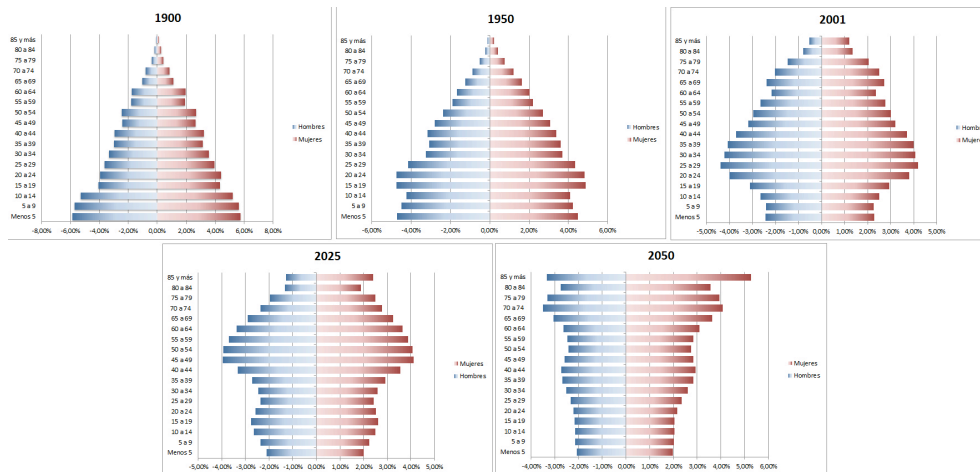 1900
85 y más
80 a 84
75 a 79
70 a 74
65 a 69
60 a 64
55 a 59
50 a 54
45 a 49
40 a 44
35 a 39
30 a 34
25 a 29
20 a 24
15 a 19
10 a 14
5 a 9
Menos 5
-8,00% -6,00% -4,00% -2,00% 0,00% 2,00% 4,00% 6,00% 8,00%
Hombres
Mujeres
1950
85 y más
80 a 84
75 a 79
70 a 74
65 a 69
60 a 64
55 a 59
50 a 54
45 a 49
40 a 44
35 a 39
30 a 34
25 a 29
20 a 24
15 a 19
10 a 14
5 a 9
Menos 5
-6,00% -4,00% -2,00% 0,00% 2,00% 4,00% 6,00%
Hombres
Mujeres
2001
85 y más
80 a 84
75 a 79
70 a 74
65 a 69
60 a 64
55 a 59
50 a 54
45 a 49
40 a 44
35 a 39
30 a 34
25 a 29
20 a 24
15 a 19
10 a 14
5 a 9
Menos 5
-5,00% -4,00% -3,00% -2,00% -1,00% 0,00% 1,00% 2,00% 3,00% 4,00% 5,00%
Hombre
Mujere
2025
85 y más
80 a 84
75 a 79
70 a 74
65 a 69
60 a 64
55 a 59
50 a 54
45 a 49
40 a 44
35 a 39
30 a 34
25 a 29
20 a 24
15 a 19
10 a 14
5 a 9
Menos 5
-5,00% -4,00% -3,00% -2,00% -1,00% 0,00% 1,00% 2,00% 3,00% 4,00% 5,00%
Mujeres
Hombres
2050
85 y más
80 a 84
75 a 79
70 a 74
65 a 69
60 a 64
55 a 59
50 a 54
45 a 49
40 a 44
35 a 39
30 a 34
25 a 29
20 a 24
15 a 19
10 a 14
5 a 9
Menos 5
-4,00% -3,00% -2,00% -1,00% 0,00% 1,00% 2,00% 3,00% 4,00% 5,00% 6,00%
Mujeres
Hombres